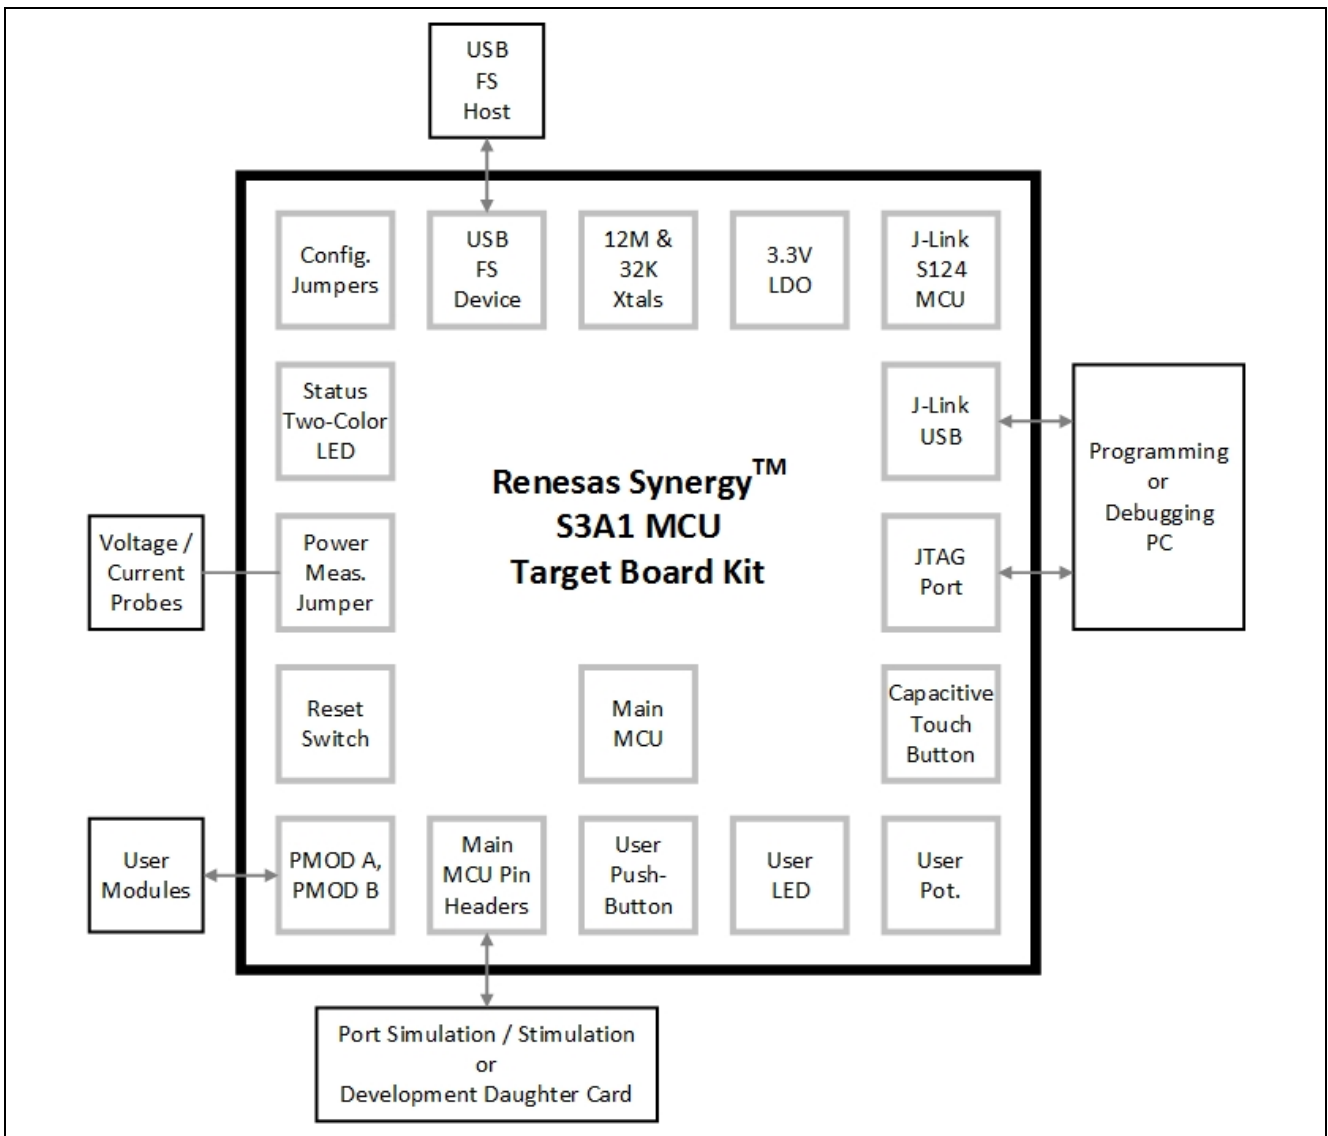 USB
FS
Host
Config.
Jumpers
USB
FS
Device
12M &
32K
Xtals
3.3V
LDO
J-Link
S124
MCU
Status
Two-Color
LED
J-Link
USB
Programming
or
Debugging
PC
Renesas Synergy™
S3A1 MCU
Target Board Kit
Voltage /
Current
Probes
Power
Meas.
Jumper
JTAG
Port
Reset
Switch
Main
MCU
Capacitive
Touch
Button
User
Modules
PMOD A,
PMOD B
Main
MCU Pin
Headers
User
Push-
Button
User
LED
User
Pot.
Port Simulation / Stimulation
or
Development Daughter Card